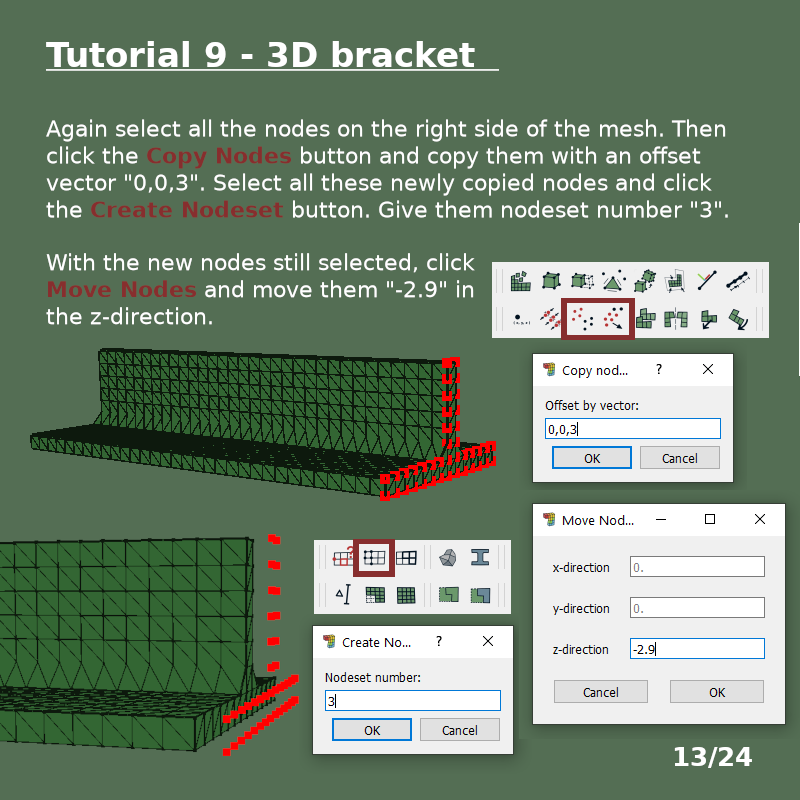 Tutorial 9 - 3D bracket
Again select all the nodes on the right side of the mesh. Then
click the Copy Nodes button and copy them with an offset
vector "0,0,3". Select all these newly copied nodes and click
the Create Nodeset button. Give them nodeset number "3".
With the new nodes still selected, click
Move Nodes and move them "-2.9" in
the z-direction.
Copy nod... ?
Offset by vector:
0,0,3
OK Cancel
Move Nod...
x-direction 0.
y-direction 0.
z-direction -2.9
Cancel OK
Create No... ?
Nodeset number:
3
OK Cancel
13/24